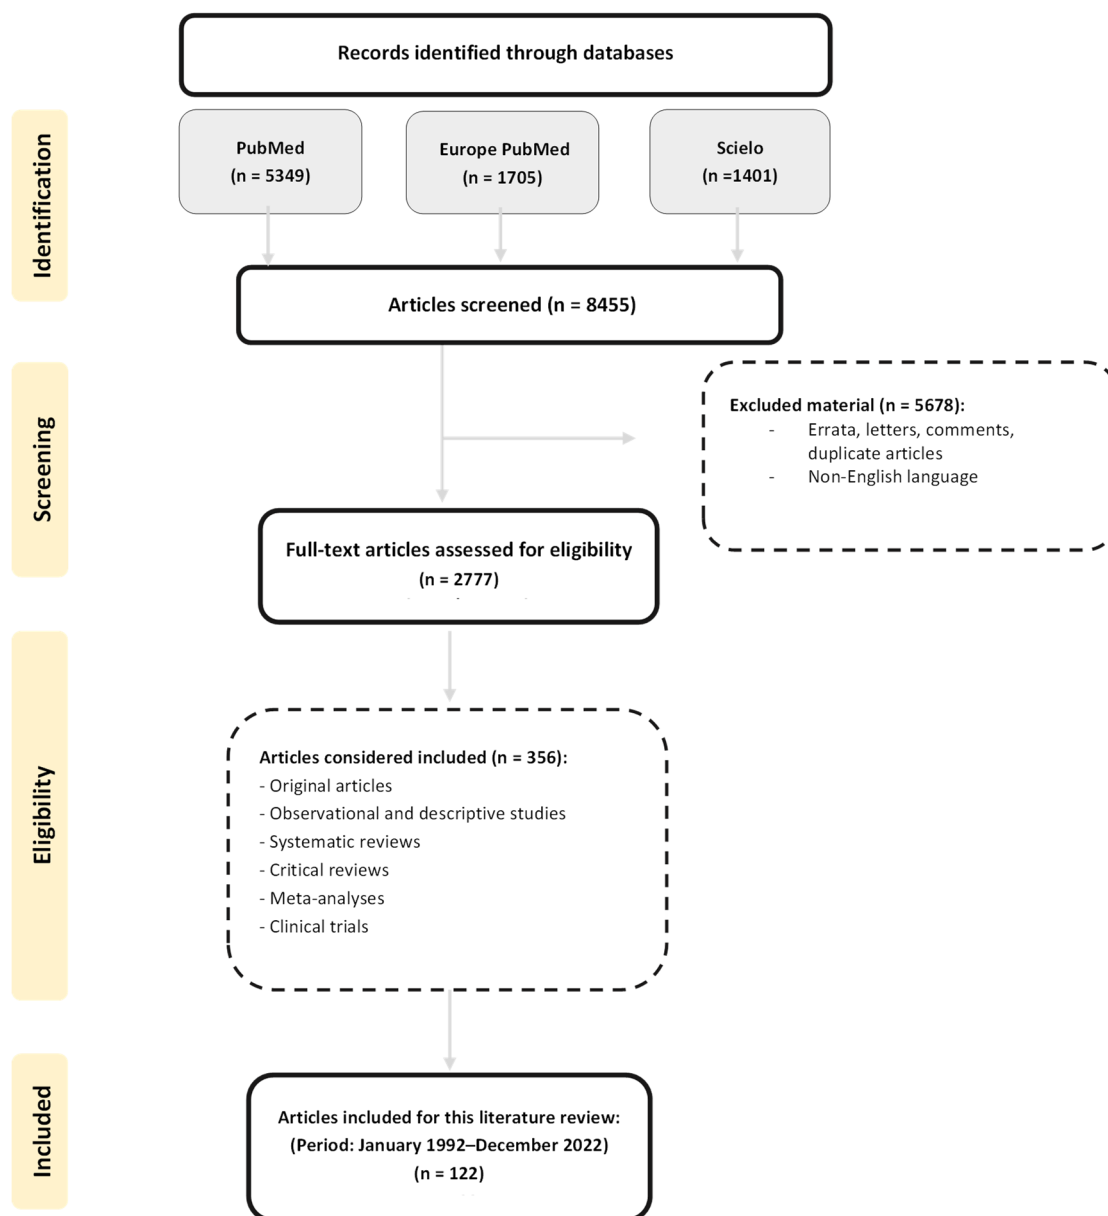 Records identified through databases
Identification
PubMed
(n = 5349)
Europe PubMed
(n = 1705)
Scielo
(n =1401)
Articles screened (n = 8455)
Screening
Excluded material (n = 5678):
- Errata, letters, comments,
duplicate articles
- Non-English language
Full-text articles assessed for eligibility
(n = 2777)
Eligibility
Articles considered included (n = 356):
- Original articles
- Observational and descriptive studies
- Systematic reviews
- Critical reviews
- Meta-analyses
- Clinical trials
Included
Articles included for this literature review:
(Period: January 1992–December 2022)
(n = 122)